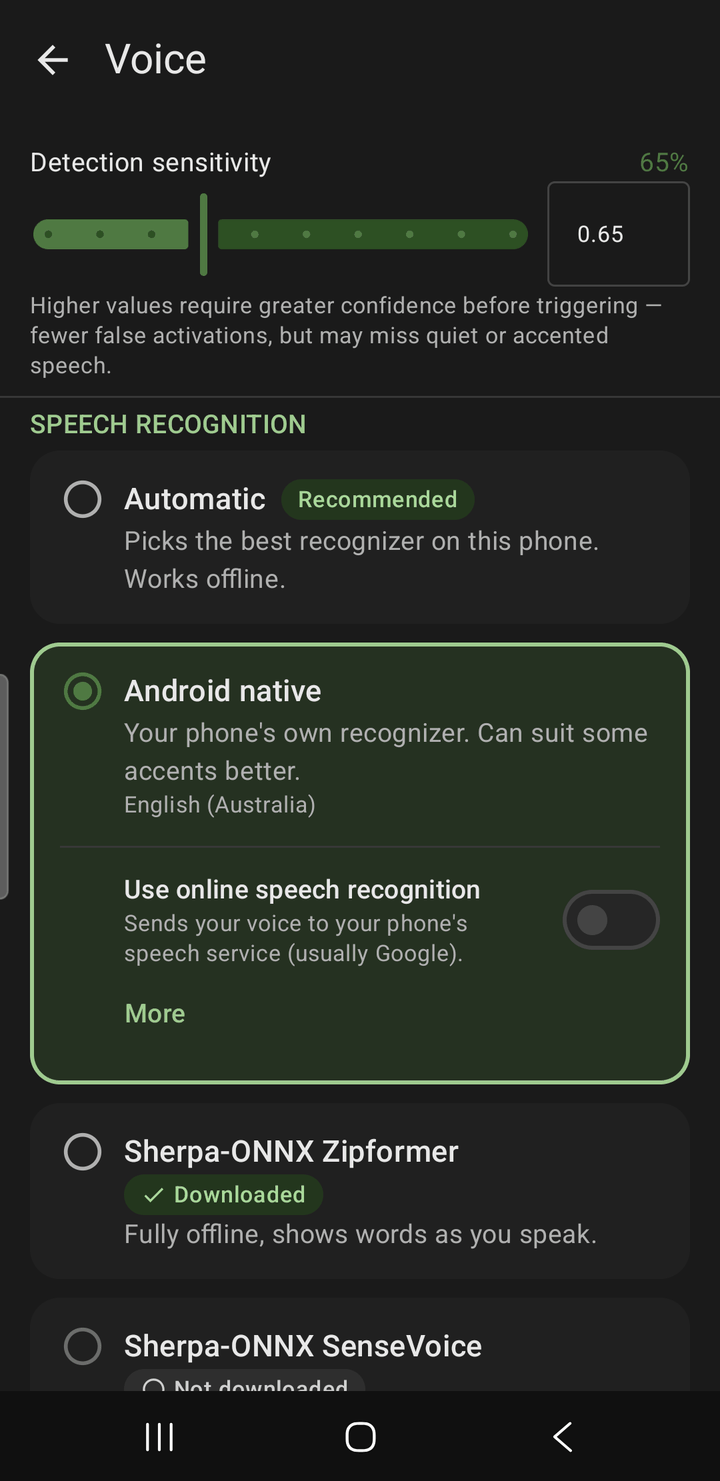 Voice
Detection sensitivity
65%
0.65
Higher values require greater confidence before triggering —
fewer false activations, but may miss quiet or accented
speech.
SPEECH RECOGNITION
Automatic
Recommended
Picks the best recognizer on this phone.
Works offline.
Android native
Your phone's own recognizer. Can suit some
accents better.
English (Australia)
Use online speech recognition
Sends your voice to your phone's
speech service (usually Google).
More
Sherpa-ONNX Zipformer
Downloaded
Fully offline, shows words as you speak.
Sherpa-ONNX SenseVoice
Not downloaded